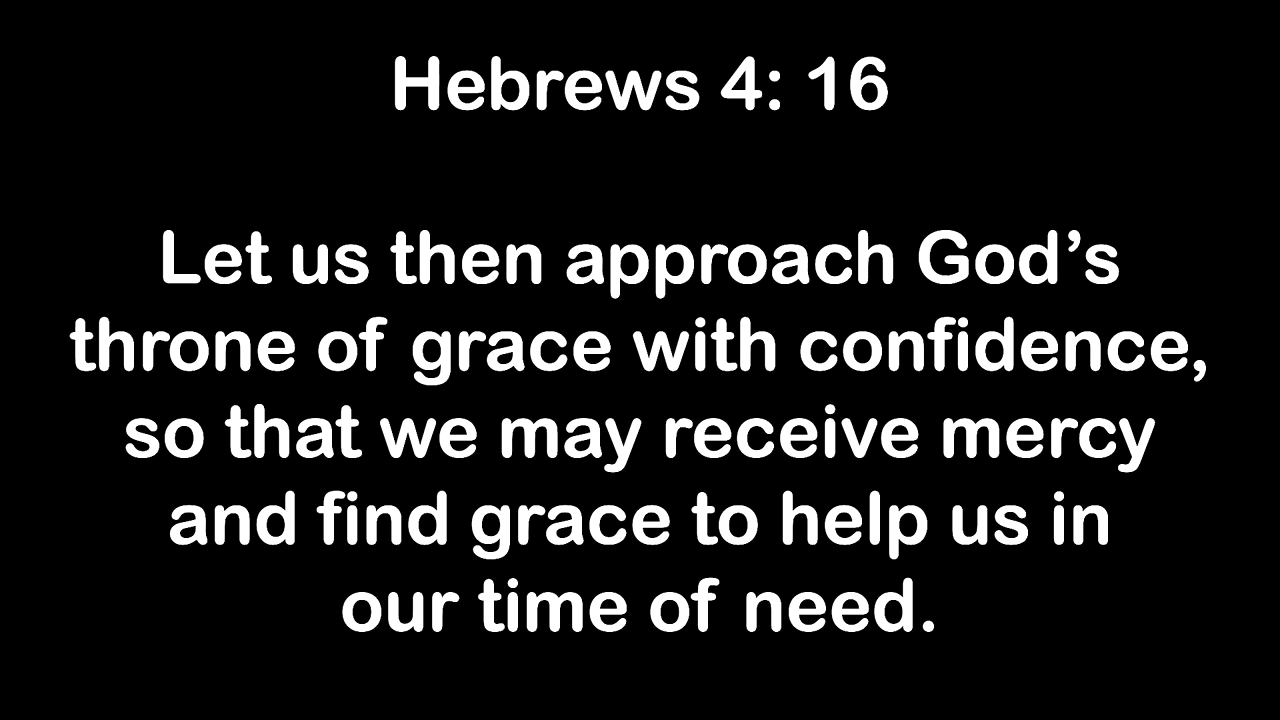 Hebrews 4: 16
Let us then approach God’s
throne of grace with confidence,
so that we may receive mercy
and find grace to help us in
our time of need.